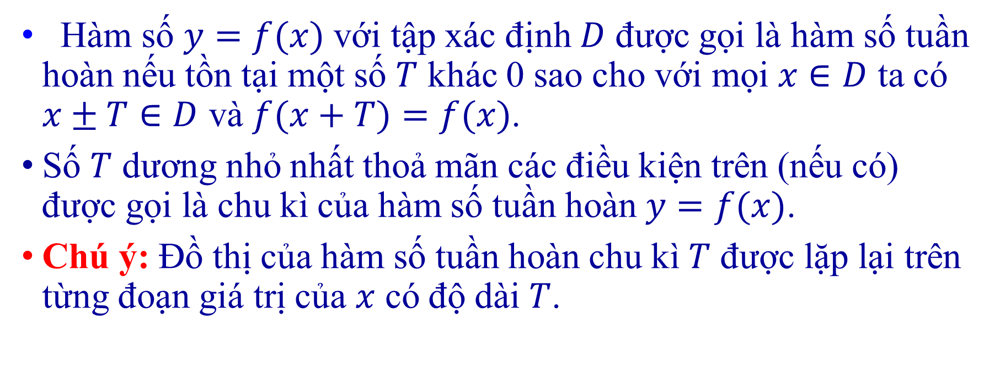 • Hàm số y = f(x) với tập xác định D được gọi là hàm số tuần
hoàn nếu tồn tại một số T khác 0 sao cho với mọi x ∈ D ta có
x ± T ∈ D và f(x + T) = f(x).
• Số T dương nhỏ nhất thoả mãn các điều kiện trên (nếu có)
được gọi là chu kì của hàm số tuần hoàn y = f(x).
• Chú ý: Đồ thị của hàm số tuần hoàn chu kì T được lặp lại trên
từng đoạn giá trị của x có độ dài T.